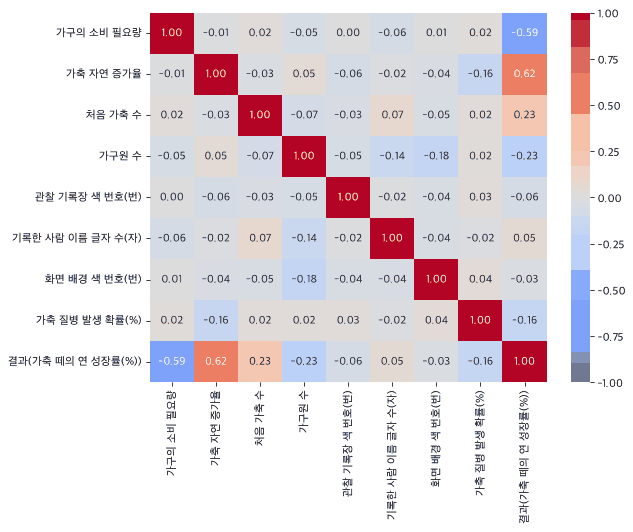 가구의 소비 필요량 1.00 -0.01 0.02 -0.05 0.00 -0.06 0.01 0.02 -0.59
가축 자연 증가율 -0.01 1.00 -0.03 0.05 -0.06 -0.02 -0.04 -0.16 0.62
처음 가축 수 0.02 -0.03 1.00 -0.07 -0.03 0.07 -0.05 0.02 0.23
가구원 수 -0.05 0.05 -0.07 1.00 -0.05 -0.14 -0.18 0.02 -0.23
관찰 기록장 색 번호(번) 0.00 -0.06 -0.03 -0.05 1.00 -0.02 -0.04 0.03 -0.06
기록한 사람 이름 글자 수(자) -0.06 -0.02 0.07 -0.14 -0.02 1.00 -0.04 -0.02 0.05
화면 배경 색 번호(번) 0.01 -0.04 -0.05 -0.18 -0.04 -0.04 1.00 0.04 -0.03
가축 질병 발생 확률(%) 0.02 -0.16 0.02 0.02 0.03 -0.02 0.04 1.00 -0.16
결과(가축 떼의 연 성장률(%)) -0.59 0.62 0.23 -0.23 -0.06 0.05 -0.03 -0.16 1.00
가구의 소비 필요량
가축 자연 증가율
처음 가축 수
가구원 수
관찰 기록장 색 번호(번)
기록한 사람 이름 글자 수(자)
화면 배경 색 번호(번)
가축 질병 발생 확률(%)
결과(가축 떼의 연 성장률(%))
1.00
0.75
0.50
0.25
0.00
-0.25
-0.50
-0.75
-1.00